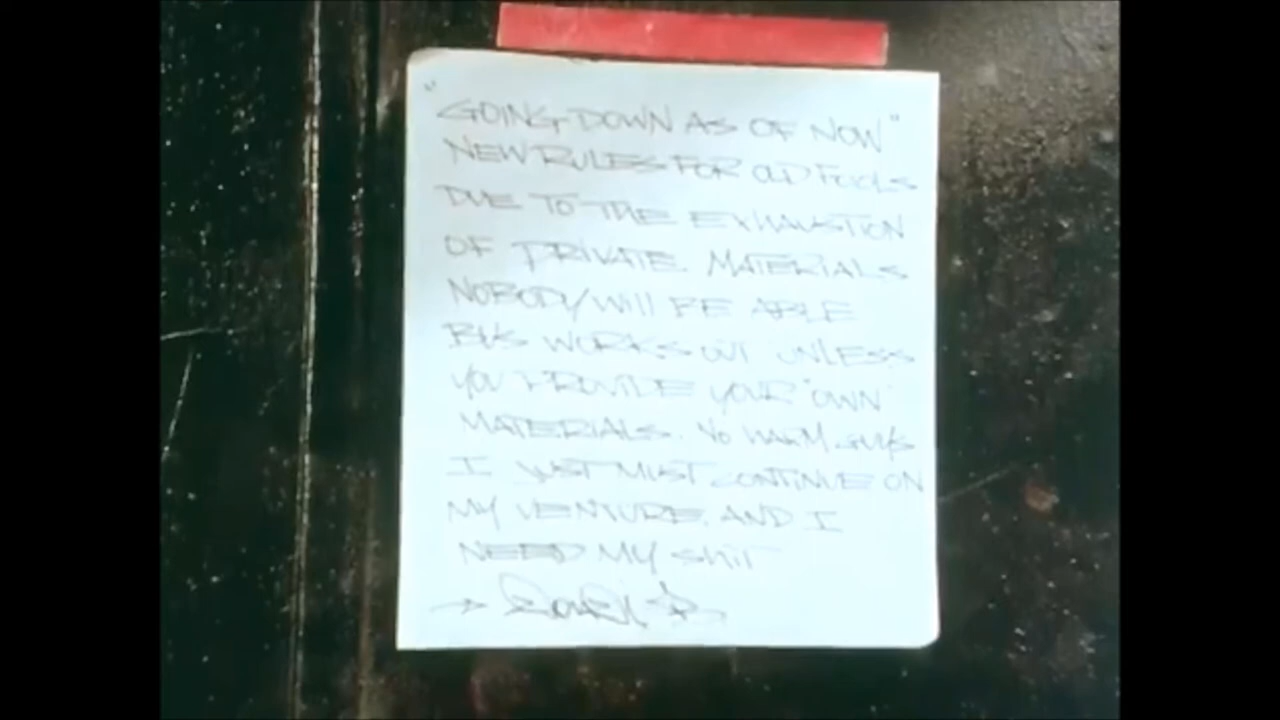 "GOING DOWN AS OF NOW"
NEW RULES FOR OLD FOOLS
DUE TO THE EXHAUSTION
OF PRIVATE MATERIALS
NOBODY WILL BE ABLE
WORKS OUT UNLESS
YOU PROVIDE YOUR "OWN
MATERIALS. NO HARM GUYS
I JUST MUST CONTINUE ON
MY VENTURE. AND I
NEED MY SHIT
→